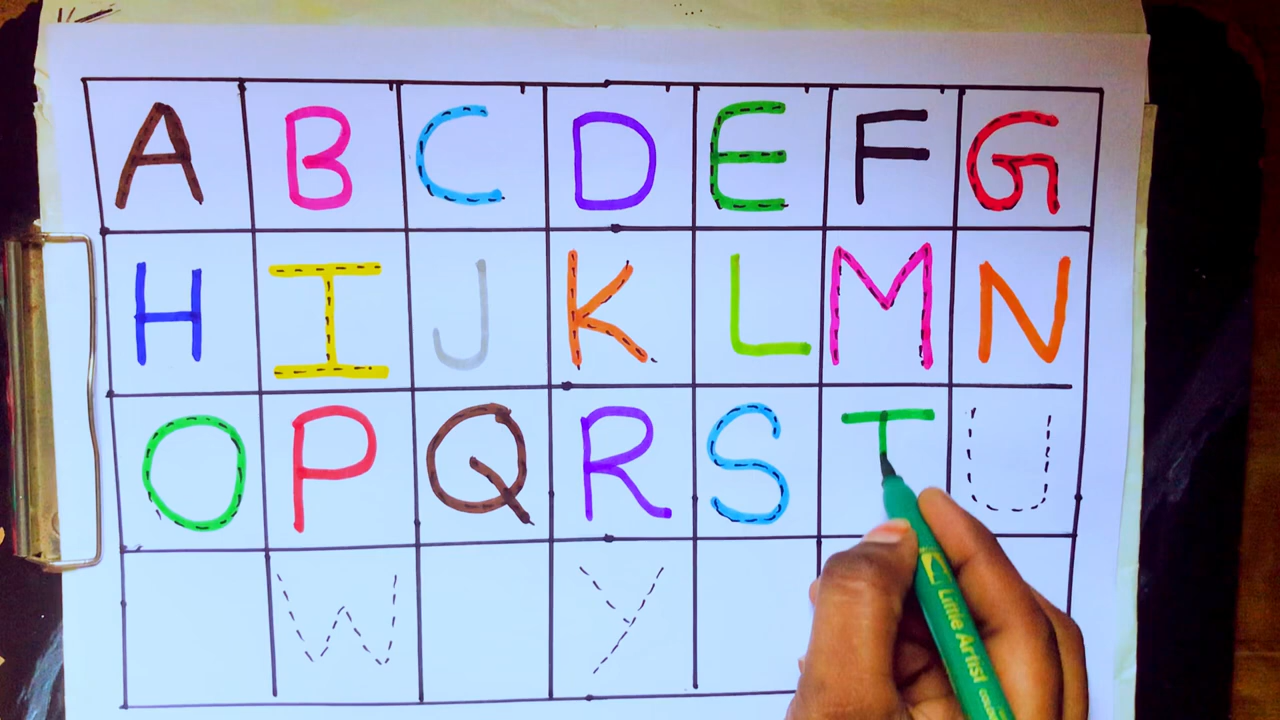 A B C D E F G
H I J K L M N
O P Q R S T U
W Y
Little Artist